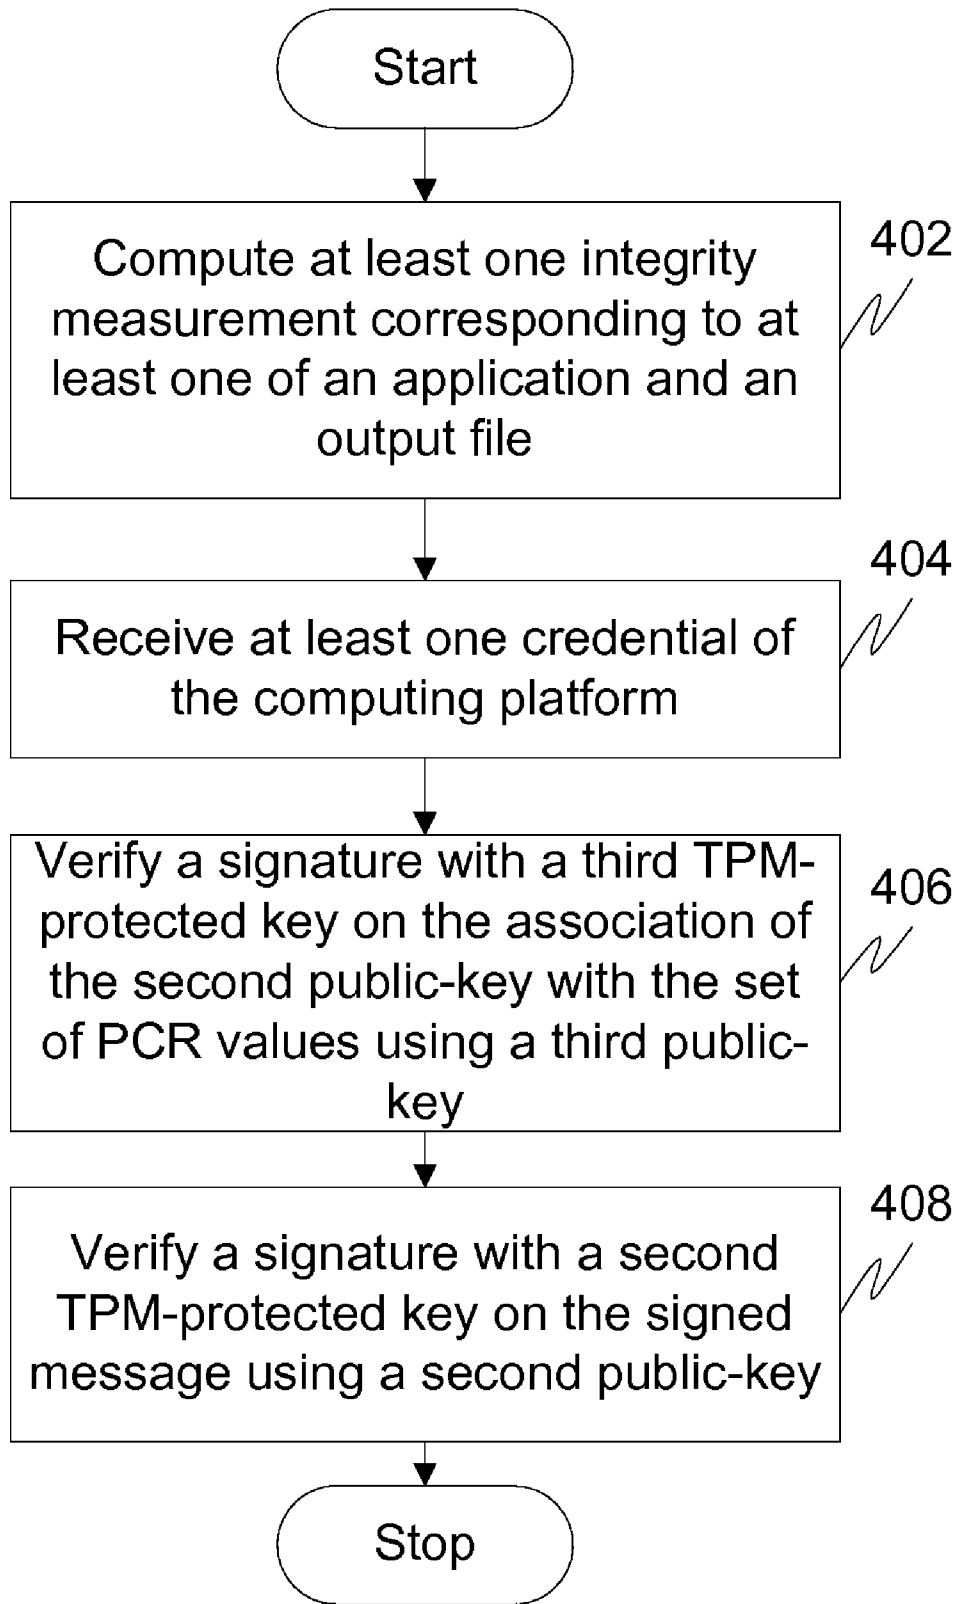 Start
Compute at least one integrity
measurement corresponding to at
least one of an application and an
output file
402
Receive at least one credential of
the computing platform
404
Verify a signature with a third TPM-
protected key on the association of
the second public-key with the set
of PCR values using a third public-
key
406
Verify a signature with a second
TPM-protected key on the signed
message using a second public-key
408
Stop